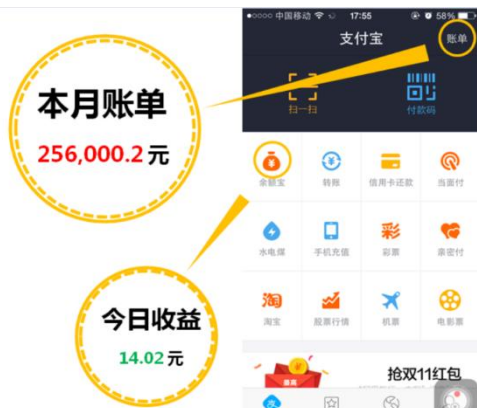 中国移动 17:55 58%
支付宝
账单
扫一扫
付款码
本月账单
256,000.2 元
余额宝
转账
信用卡还款
当面付
水电煤
手机充值
彩票
亲密付
淘宝
股票行情
机票
电影票
今日收益
14.02 元
抢双11红包